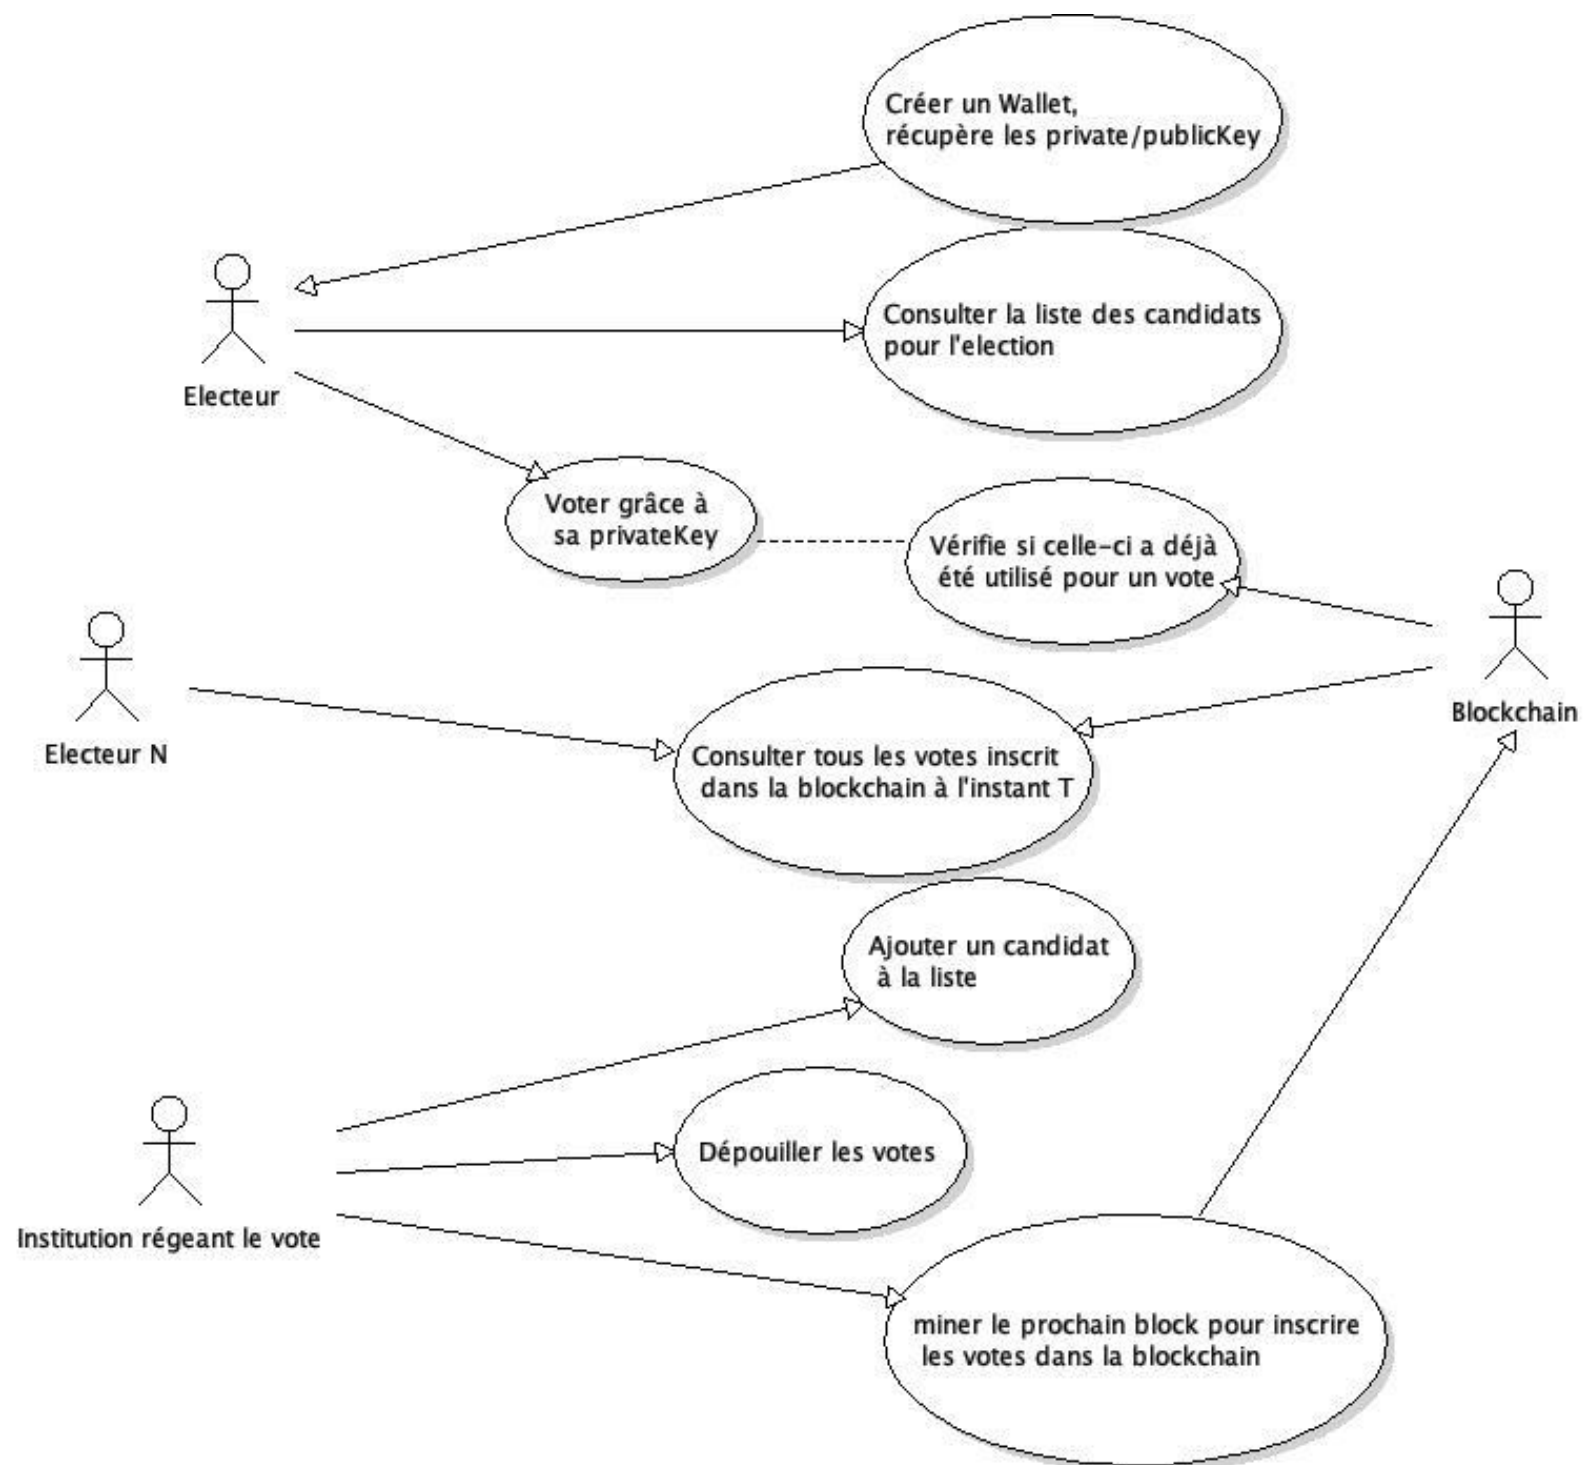 Créer un Wallet,
récupère les private/publicKey
Consulter la liste des candidats
pour l'election
Electeur
Voter grâce à
sa privateKey
Vérifie si celle-ci a déjà
été utilisé pour un vote
Electeur N
Blockchain
Consulter tous les votes inscrit
dans la blockchain à l'instant T
Ajouter un candidat
à la liste
Dépouiller les votes
Institution régeant le vote
miner le prochain block pour inscrire
les votes dans la blockchain